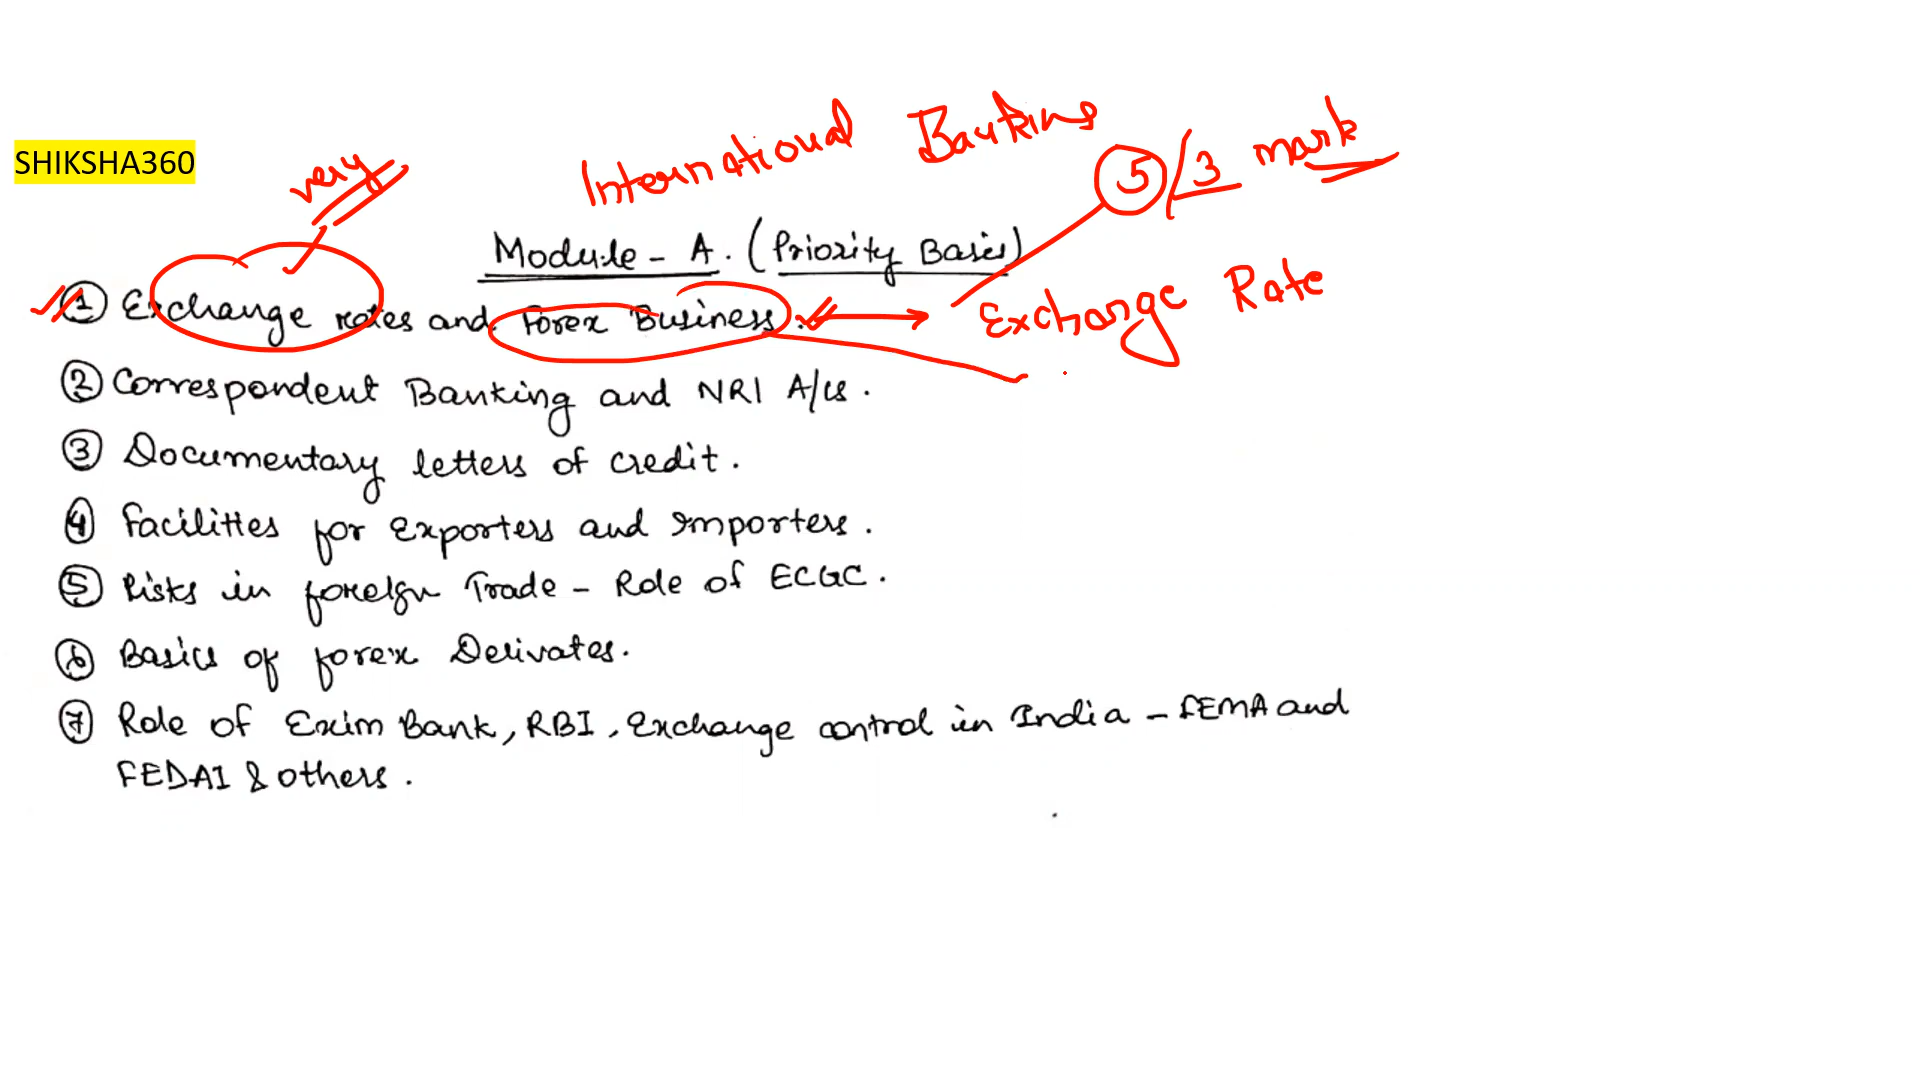 International Banking
5/3 mark
SHIKSHA360
very
Module - A. (Priority Basis)
① Exchange rates and Forex Business.
Exchange Rate
② Correspondent Banking and NRI A/cs.
③ Documentary letters of credit.
④ Facilities for Exporters and Importers.
⑤ Risks in foreign Trade - Role of ECGC.
⑥ Basics of forex Derivates.
⑦ Role of Exim Bank, RBI, Exchange control in India - FEMA and
FEDAI & others.